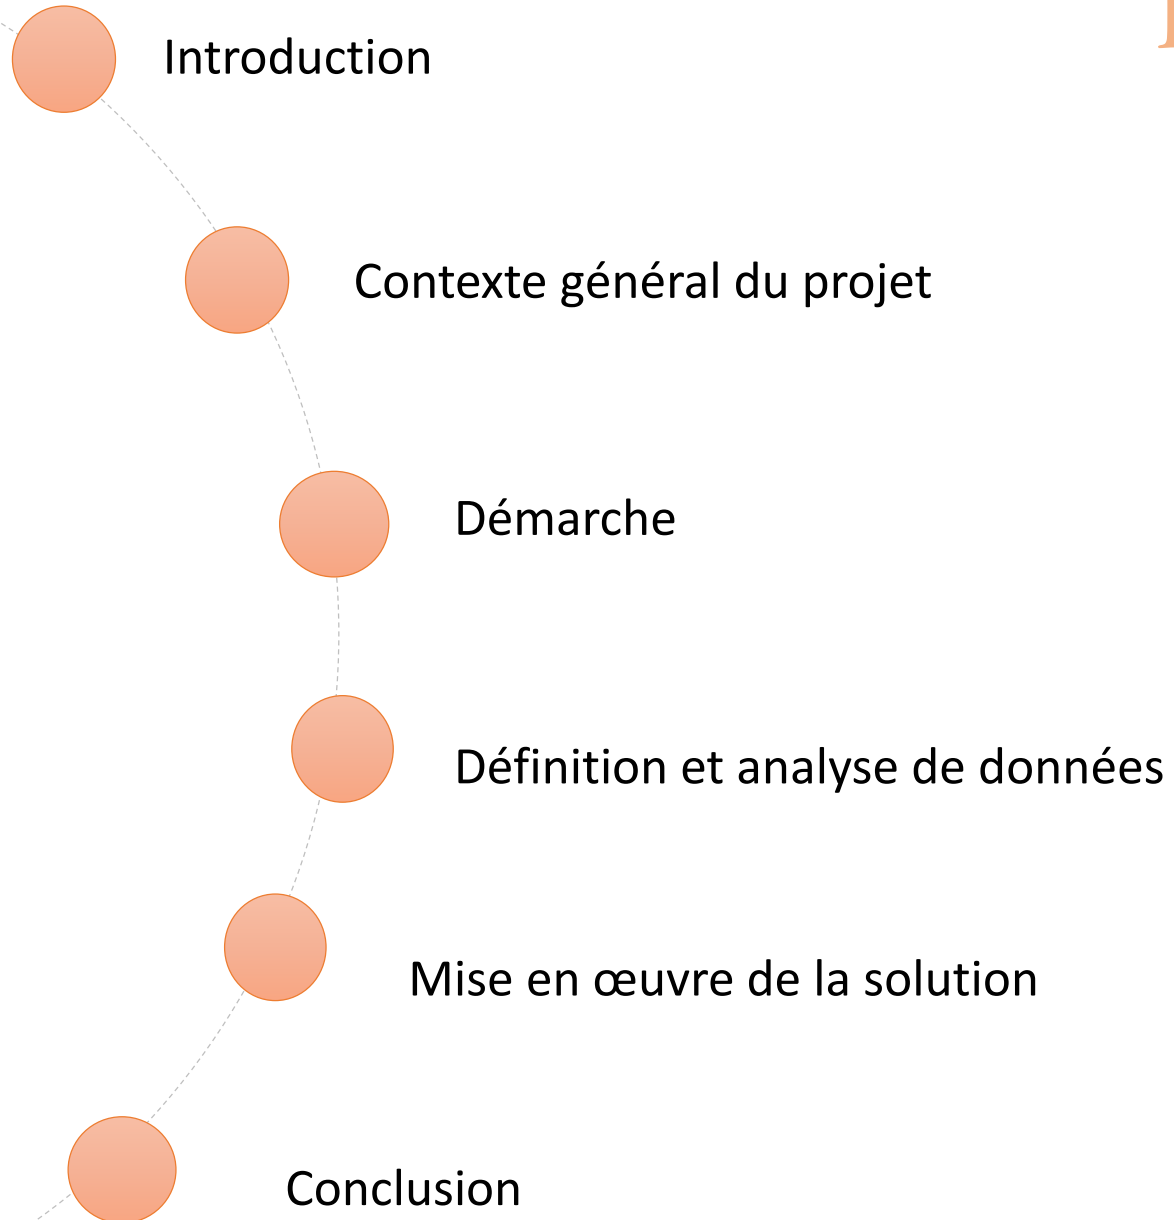 Introduction
Contexte général du projet
Démarche
Définition et analyse de données
Mise en œuvre de la solution
Conclusion